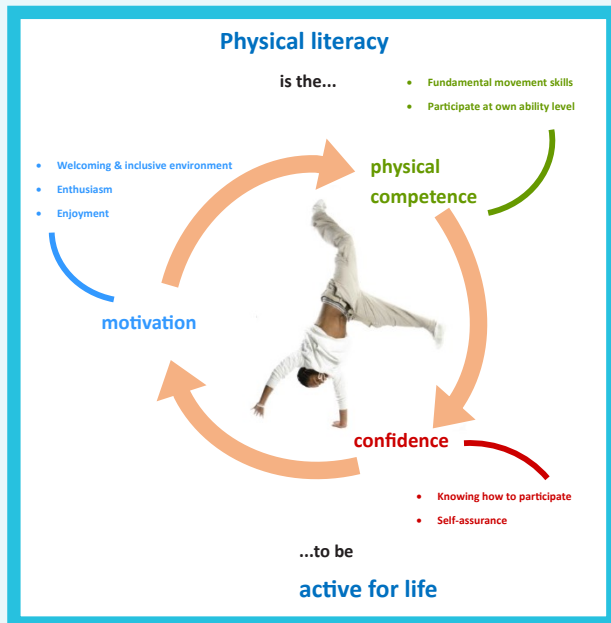 Physical literacy
is the...
• Fundamental movement skills
• Participate at own ability level
physical
competence
• Welcoming & inclusive environment
• Enthusiasm
• Enjoyment
motivation
confidence
• Knowing how to participate
• Self-assurance
...to be
active for life